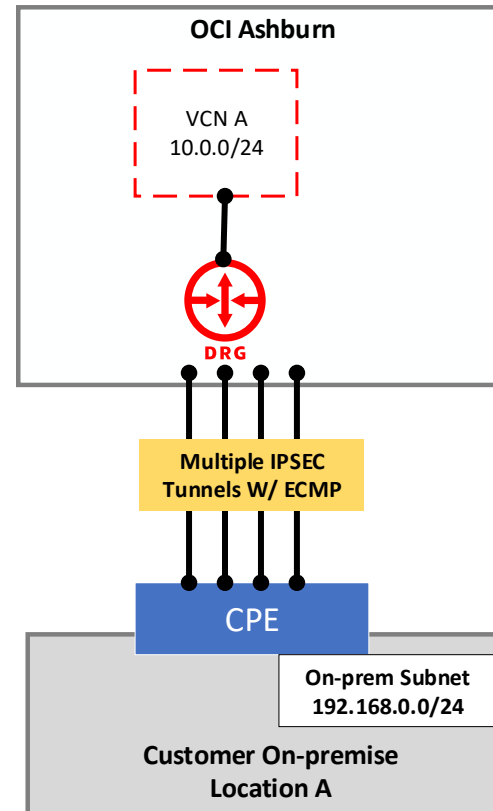 OCI Ashburn
VCN A
10.0.0/24
DRG
Multiple IPSEC
Tunnels W/ ECMP
CPE
On-prem Subnet
192.168.0.0/24
Customer On-premise
Location A